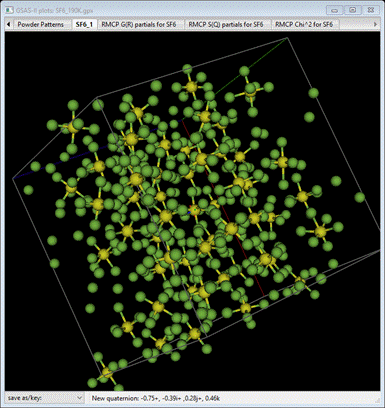 GSAS-II plots: SF6_190K.gpx
Powder Patterns SF6_1 RMCP G(R) partials for SF6 RMCP S(Q) partials for SF6 RMCP Chi^2 for SF6
save as/key: New quaternion: -0.75+, -0.39i+ ,0.28j+, 0.46k